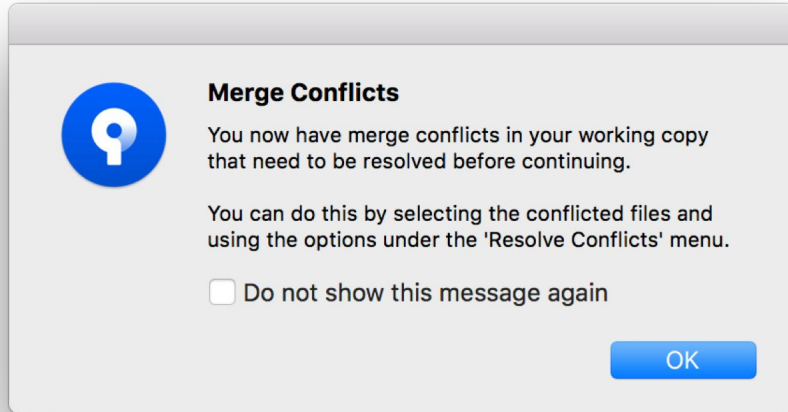 Merge Conflicts
You now have merge conflicts in your working copy
that need to be resolved before continuing.
You can do this by selecting the conflicted files and
using the options under the 'Resolve Conflicts' menu.
Do not show this message again
OK